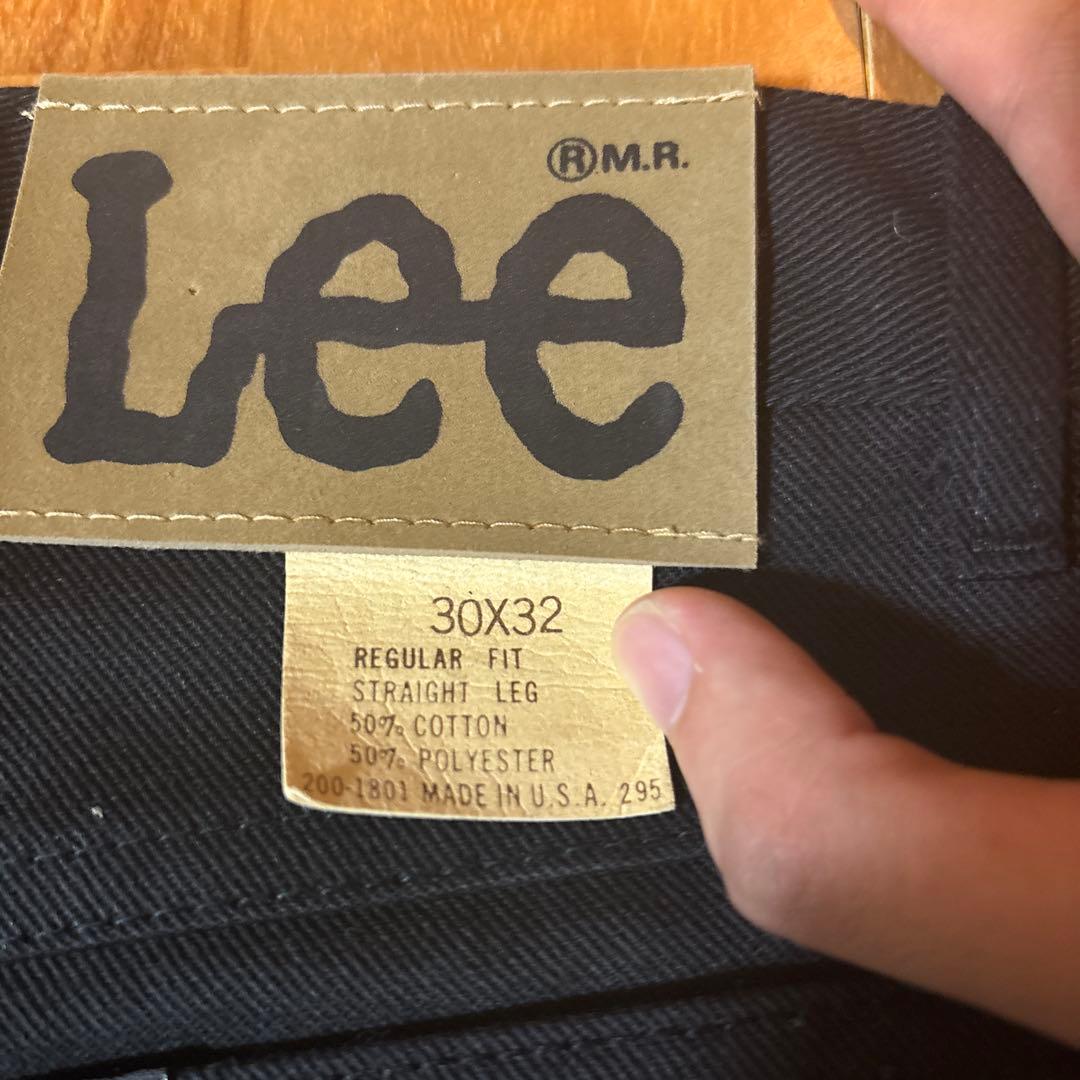 ® M.R.
Lee
30X32
REGULAR FIT
STRAIGHT LEG
50% COTTON
50% POLYESTER
200-1801 MADE IN U.S.A. 295